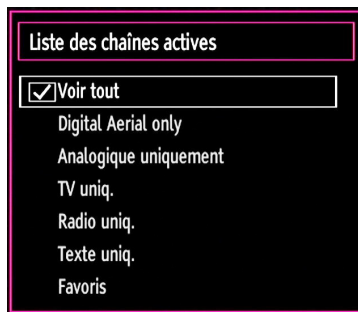 Liste des chaînes actives
Voir tout
Digital Aerial only
Analogique uniquement
TV uniq.
Radio uniq.
Texte uniq.
Favoris